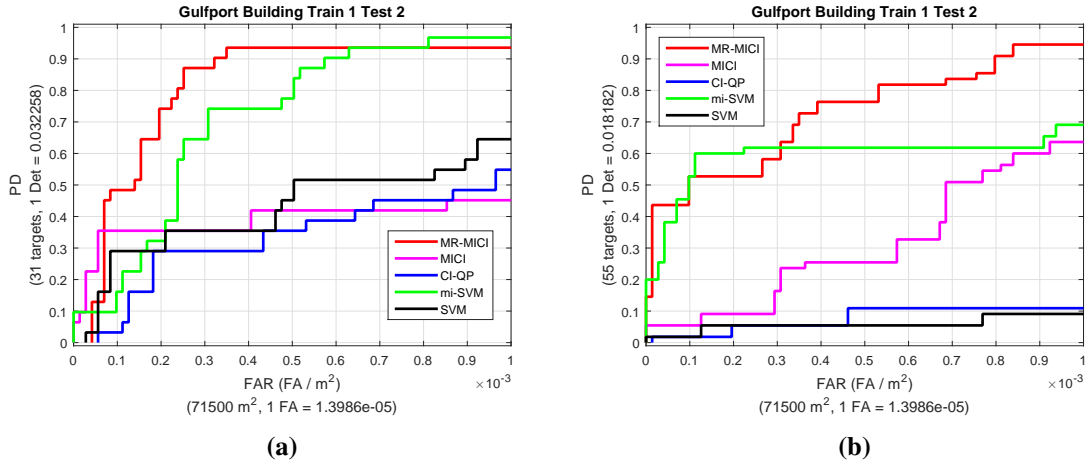 Gulfport Building Train 1 Test 2
1
0.9
0.8
0.7
0.6
0.5
0.4
0.3
0.2
0.1
0
PD
(31 targets, 1 Det = 0.032258)
MR-MICI
MICI
CI-QP
mi-SVM
SVM
0 0.1 0.2 0.3 0.4 0.5 0.6 0.7 0.8 0.9 1
FAR (FA / m²)
×10⁻³
(71500 m², 1 FA = 1.3986e-05)
(a)
Gulfport Building Train 1 Test 2
1
0.9
0.8
0.7
0.6
0.5
0.4
0.3
0.2
0.1
0
PD
(55 targets, 1 Det = 0.018182)
MR-MICI
MICI
CI-QP
mi-SVM
SVM
0 0.1 0.2 0.3 0.4 0.5 0.6 0.7 0.8 0.9 1
FAR (FA / m²)
×10⁻³
(71500 m², 1 FA = 1.3986e-05)
(b)